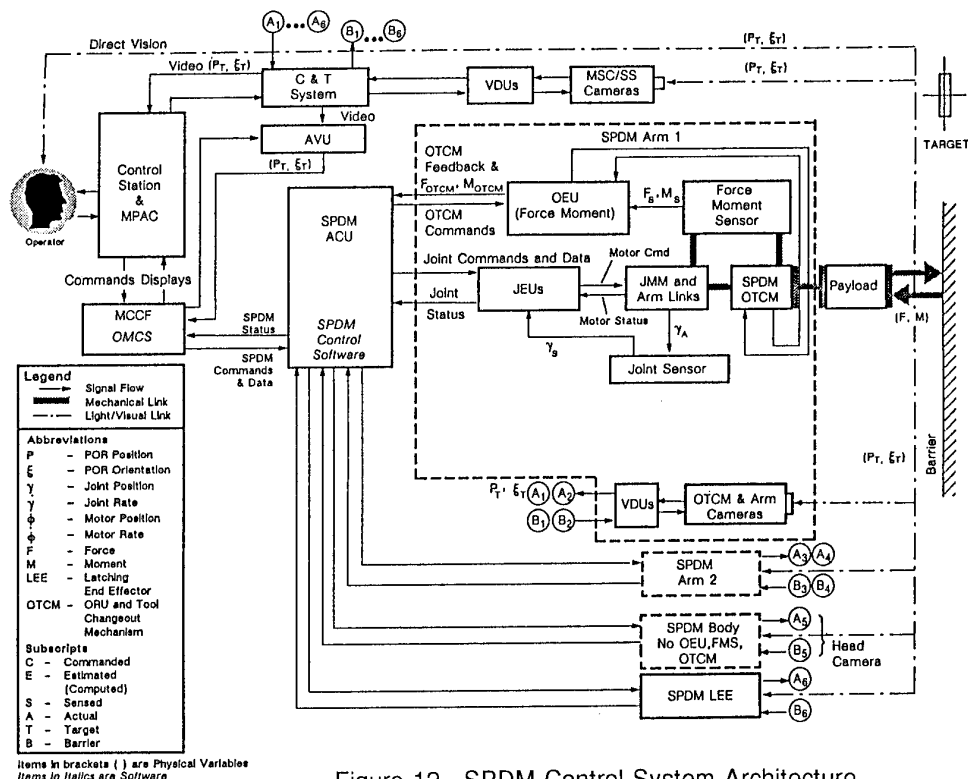 A1 ... A6
B1 ... B6
Direct Vision
(PT, ξT)
Video (PT, ξT)
C & T
System
VDUs
MSC/SS
Cameras
(PT, ξT)
TARGET
Video
AVU
(PT, ξT)
Control
Station
& MPAC
Operator
Commands Displays
MCCF
OMCS
SPDM
Status
SPDM
Commands
& Data
SPDM
ACU
SPDM
Control
Software
SPDM Arm 1
OTCM
Feedback &
FOTCM, MOTCM
OTCM
Commands
OEU
(Force Moment)
FS, MS
Force
Moment
Sensor
Joint Commands and Data
Motor Cmd
Joint
Status
JEUs
JMM and
Arm Links
SPDM
OTCM
Payload
Motor Status
(F, M)
γS
γA
Joint Sensor
Barrier
(PT, ξT)
PT, ξT
A1 A2
B1 B2
VDUs
OTCM & Arm
Cameras
SPDM
Arm 2
A3 A4
B3 B4
SPDM Body
No OEU,FMS,
OTCM
A5
B5
Head
Camera
SPDM LEE
A6
B6
Legend
Signal Flow
Mechanical Link
Light/Visual Link
Abbreviations
P – POR Position
ξ – POR Orientation
γ – Joint Position
γ̇ – Joint Rate
ϕ – Motor Position
ϕ̇ – Motor Rate
F – Force
M – Moment
LEE – Latching
End Effector
OTCM – ORU and Tool
Changeout
Mechanism
Subscripts
C – Commanded
E – Estimated
(Computed)
S – Sensed
A – Actual
T – Target
B – Barrier
Items in brackets ( ) are Physical Variables
Items in Italics are Software
Figure 12 SPDM Control System Architecture